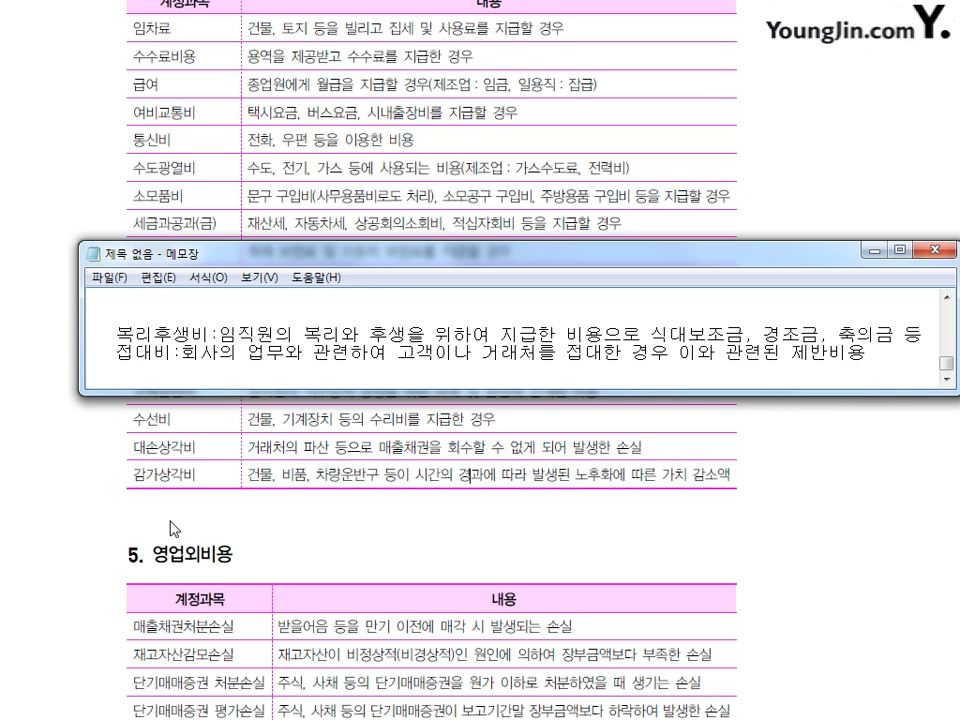 계정과목 내용
YoungJin.com Y.
임차료 건물, 토지 등을 빌리고 집세 및 사용료를 지급할 경우
수수료비용 용역을 제공받고 수수료를 지급한 경우
급여 종업원에게 월급을 지급할 경우(제조업 : 임금, 일용직 : 잡급)
여비교통비 택시요금, 버스요금, 시내출장비를 지급할 경우
통신비 전화, 우편 등을 이용한 비용
수도광열비 수도, 전기, 가스 등에 사용되는 비용(제조업 : 가스수도료, 전력비)
소모품비 문구 구입비(사무용품비로도 처리), 소모공구 구입비, 주방용품 구입비 등을 지급할 경우
세금과공과(금) 재산세, 자동차세, 상공회의소회비, 적십자회비 등을 지급할 경우
제목 없음 - 메모장
파일(F) 편집(E) 서식(O) 보기(V) 도움말(H)
복리후생비:임직원의 복리와 후생을 위하여 지급한 비용으로 식대보조금, 경조금, 축의금 등
접대비:회사의 업무와 관련하여 고객이나 거래처를 접대한 경우 이와 관련된 제반비용
수선비 건물, 기계장치 등의 수리비를 지급한 경우
대손상각비 거래처의 파산 등으로 매출채권을 회수할 수 없게 되어 발생한 손실
감가상각비 건물, 비품, 차량운반구 등이 시간의 경과에 따라 발생된 노후화에 따른 가치 감소액
5. 영업외비용
계정과목 내용
매출채권처분손실 받을어음 등을 만기 이전에 매각 시 발생되는 손실
재고자산감모손실 재고자산이 비정상적(비경상적)인 원인에 의하여 장부금액보다 부족한 손실
단기매매증권 처분손실 주식, 사채 등의 단기매매증권을 원가 이하로 처분하였을 때 생기는 손실
단기매매증권 평가손실 주식, 사채 등의 단기매매증권이 보고기간말 장부금액보다 하락하여 발생한 손실